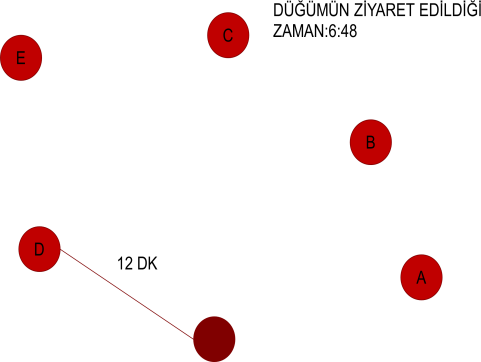 DÜĞÜMÜN ZİYARET EDİLDİĞİ
ZAMAN:6:48
C
E
B
D
12 DK
A